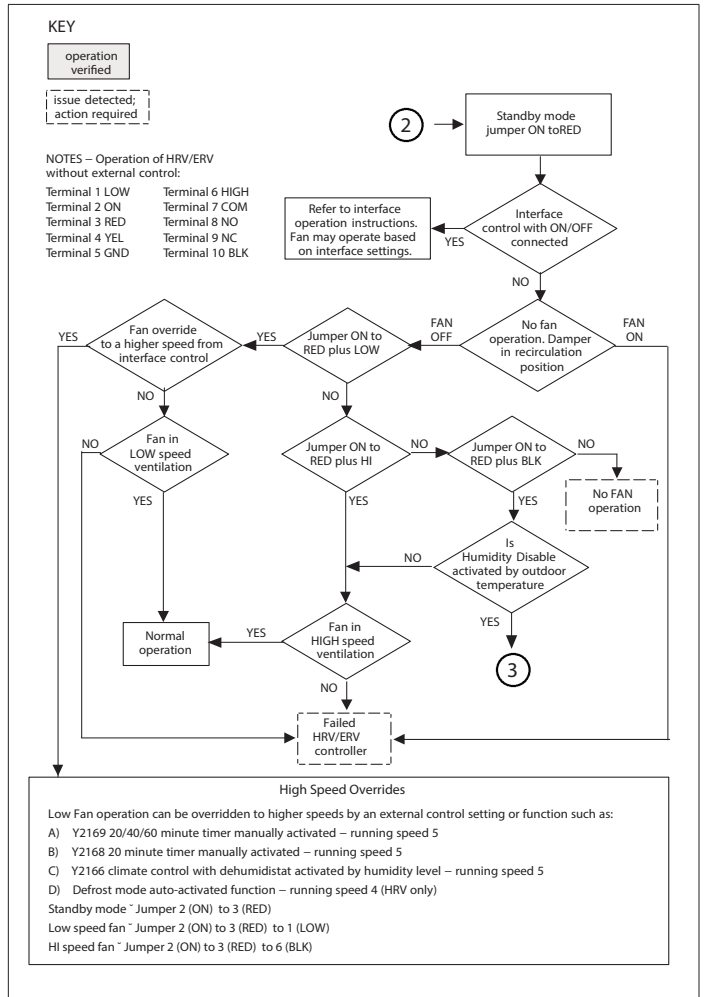 KEY
operation
verified
issue detected;
action required
NOTES – Operation of HRV/ERV
without external control:
Terminal 1 LOW
Terminal 2 ON
Terminal 3 RED
Terminal 4 YEL
Terminal 5 GND
Terminal 6 HIGH
Terminal 7 COM
Terminal 8 NO
Terminal 9 NC
Terminal 10 BLK
2
Standby mode
jumper ON toRED
Interface
control with ON/OFF
connected
YES
Refer to interface
operation instructions.
Fan may operate based
on interface settings.
NO
No fan
operation. Damper
in recirculation
position
FAN
OFF
FAN
ON
Jumper ON to
RED plus LOW
YES
Fan override
to a higher speed from
interface control
YES
NO
NO
Fan in
LOW speed
ventilation
NO
YES
Jumper ON to
RED plus HI
NO
YES
Jumper ON to
RED plus BLK
NO
YES
No FAN
operation
Is
Humidity Disable
activated by outdoor
temperature
NO
YES
3
Fan in
HIGH speed
ventilation
YES
NO
Normal
operation
Failed
HRV/ERV
controller
High Speed Overrides
Low Fan operation can be overridden to higher speeds by an external control setting or function such as:
A) Y2169 20/40/60 minute timer manually activated – running speed 5
B) Y2168 20 minute timer manually activated – running speed 5
C) Y2166 climate control with dehumidistat activated by humidity level – running speed 5
D) Defrost mode auto-activated function – running speed 4 (HRV only)
Standby mode ˘ Jumper 2 (ON) to 3 (RED)
Low speed fan ˘ Jumper 2 (ON) to 3 (RED) to 1 (LOW)
HI speed fan ˘ Jumper 2 (ON) to 3 (RED) to 6 (BLK)